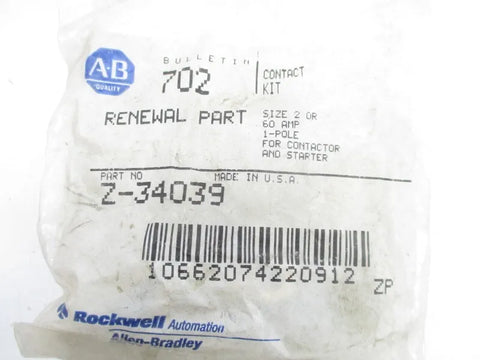 A-B
QUALITY
BULLETIN
702
CONTACT
KIT
RENEWAL PART
SIZE 2 OR
60 AMP
1-POLE
FOR CONTACTOR
AND STARTER
PART NO
MADE IN U.S.A.
Z-34039
10662074220912
ZP
Rockwell Automation
Allen-Bradley